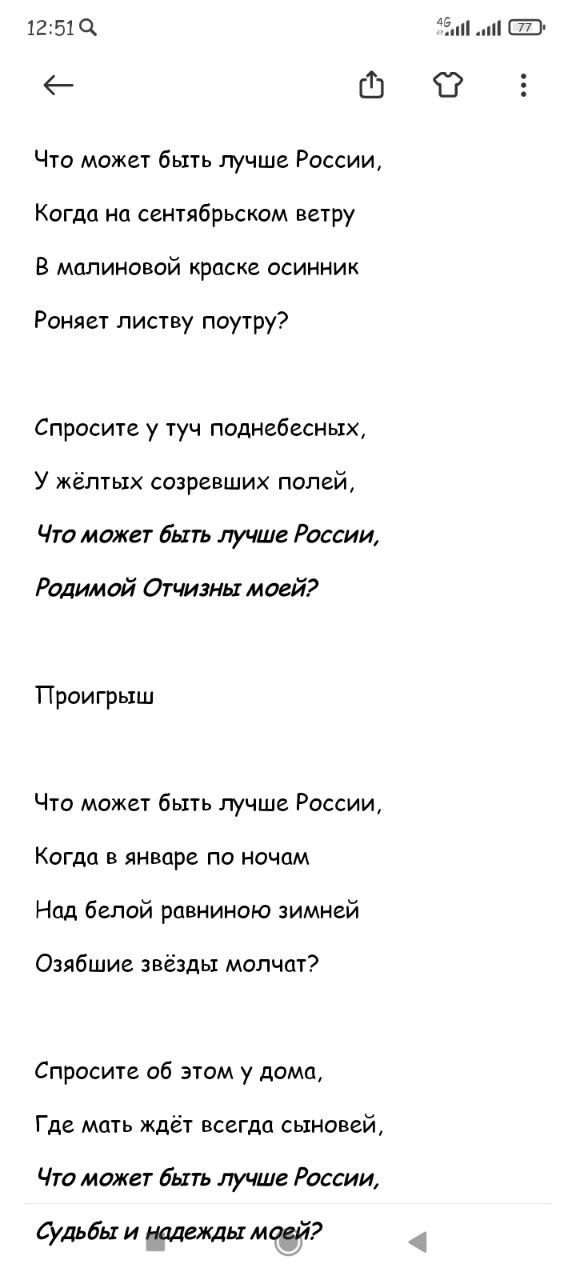 12:51
4G
77
Что может быть лучше России,
Когда на сентябрьском ветру
В малиновой краске осинник
Роняет листву поутру?
Спросите у туч поднебесных,
У жёлтых созревших полей,
Что может быть лучше России,
Родимой Отчизны моей?
Проигрыш
Что может быть лучше России,
Когда в январе по ночам
Над белой равниною зимней
Озябшие звёзды молчат?
Спросите об этом у дома,
Где мать ждёт всегда сыновей,
Что может быть лучше России,
Судьбы и надежды моей?